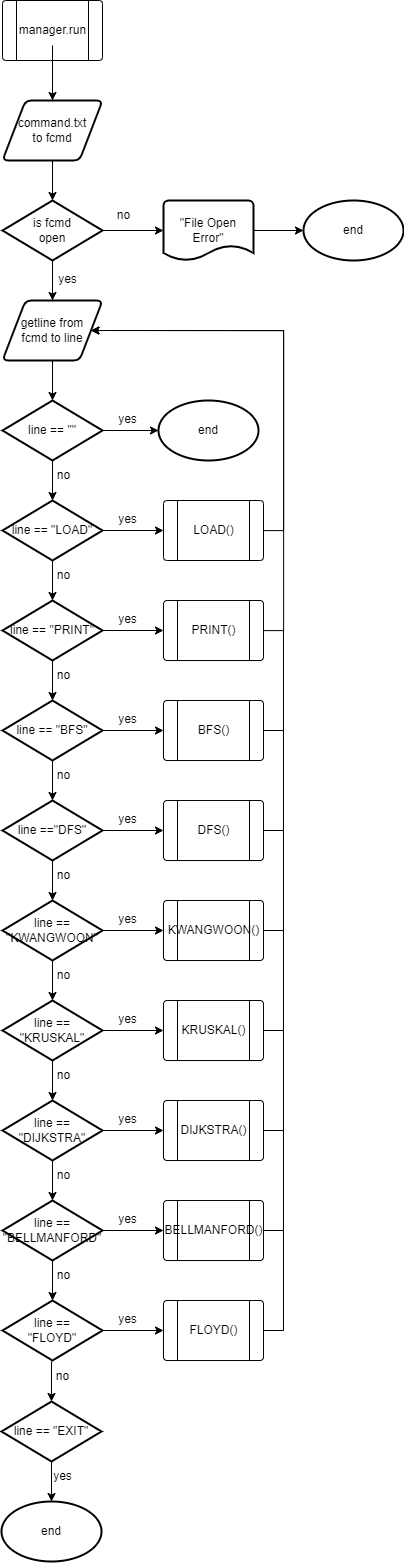 manager.run
command.txt
to fcmd
is fcmd
open
no
"File Open
Error"
end
yes
getline from
fcmd to line
line == ""
yes
end
no
line == "LOAD"
yes
LOAD()
no
line == "PRINT"
yes
PRINT()
no
line == "BFS"
yes
BFS()
no
line =="DFS"
yes
DFS()
no
line ==
"KWANGWOON"
yes
KWANGWOON()
no
line ==
"KRUSKAL"
yes
KRUSKAL()
no
line ==
"DIJKSTRA"
yes
DIJKSTRA()
no
line ==
"BELLMANFORD"
yes
BELLMANFORD()
no
line ==
"FLOYD"
yes
FLOYD()
no
line == "EXIT"
yes
end